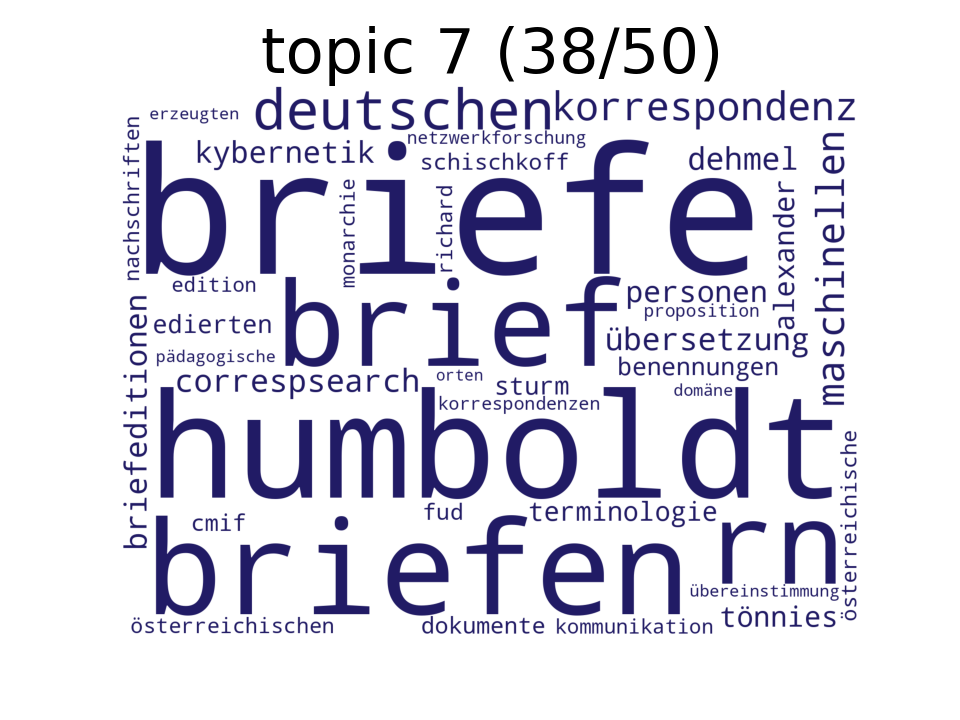 topic 7 (38/50)
erzeugten
deutschen
korrespondenz
netzwerkforschung
kybernetik
schischkoff
dehmel
nachschriften
briefe
monarchie
richard
alexander
maschinellen
edition
brief
personen
proposition
edierten
übersetzung
pädagogische
benennungen
correspsearch
orten
sturm
domäne
korrespondenzen
briefeditionen
humboldt
cmif
fud
terminologie
rn
österreichische
briefen
übereinstimmung
österreichischen
dokumente
kommunikation
tönnies